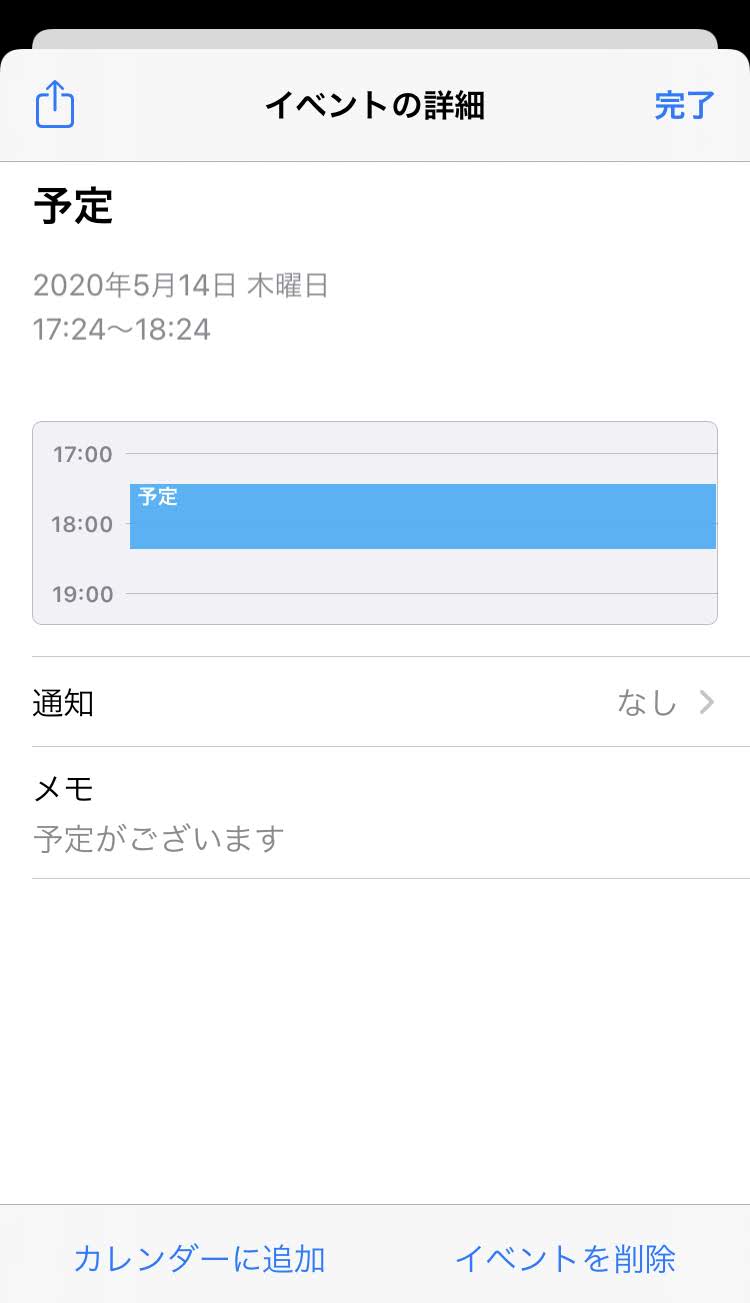 イベントの詳細
完了
予定
2020年5月14日 木曜日
17:24〜18:24
17:00
予定
18:00
19:00
通知
なし
メモ
予定がございます
カレンダーに追加
イベントを削除